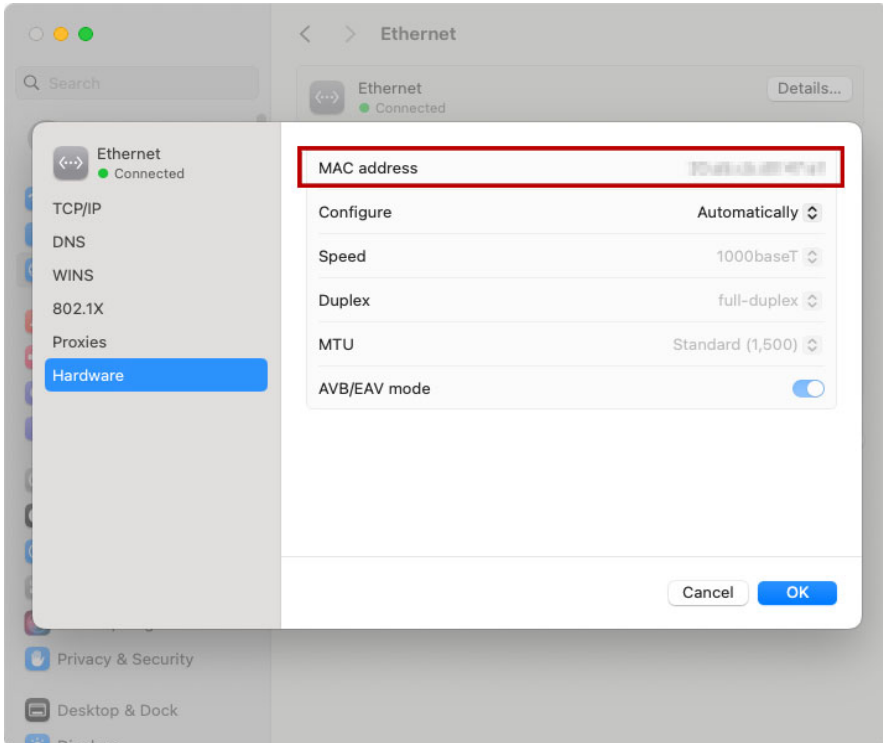 Ethernet
Search
Ethernet
Connected
Details...
Ethernet
Connected
TCP/IP
DNS
WINS
802.1X
Proxies
Hardware
MAC address
Configure Automatically
Speed 1000baseT
Duplex full-duplex
MTU Standard (1,500)
AVB/EAV mode
Cancel OK
Privacy & Security
Desktop & Dock